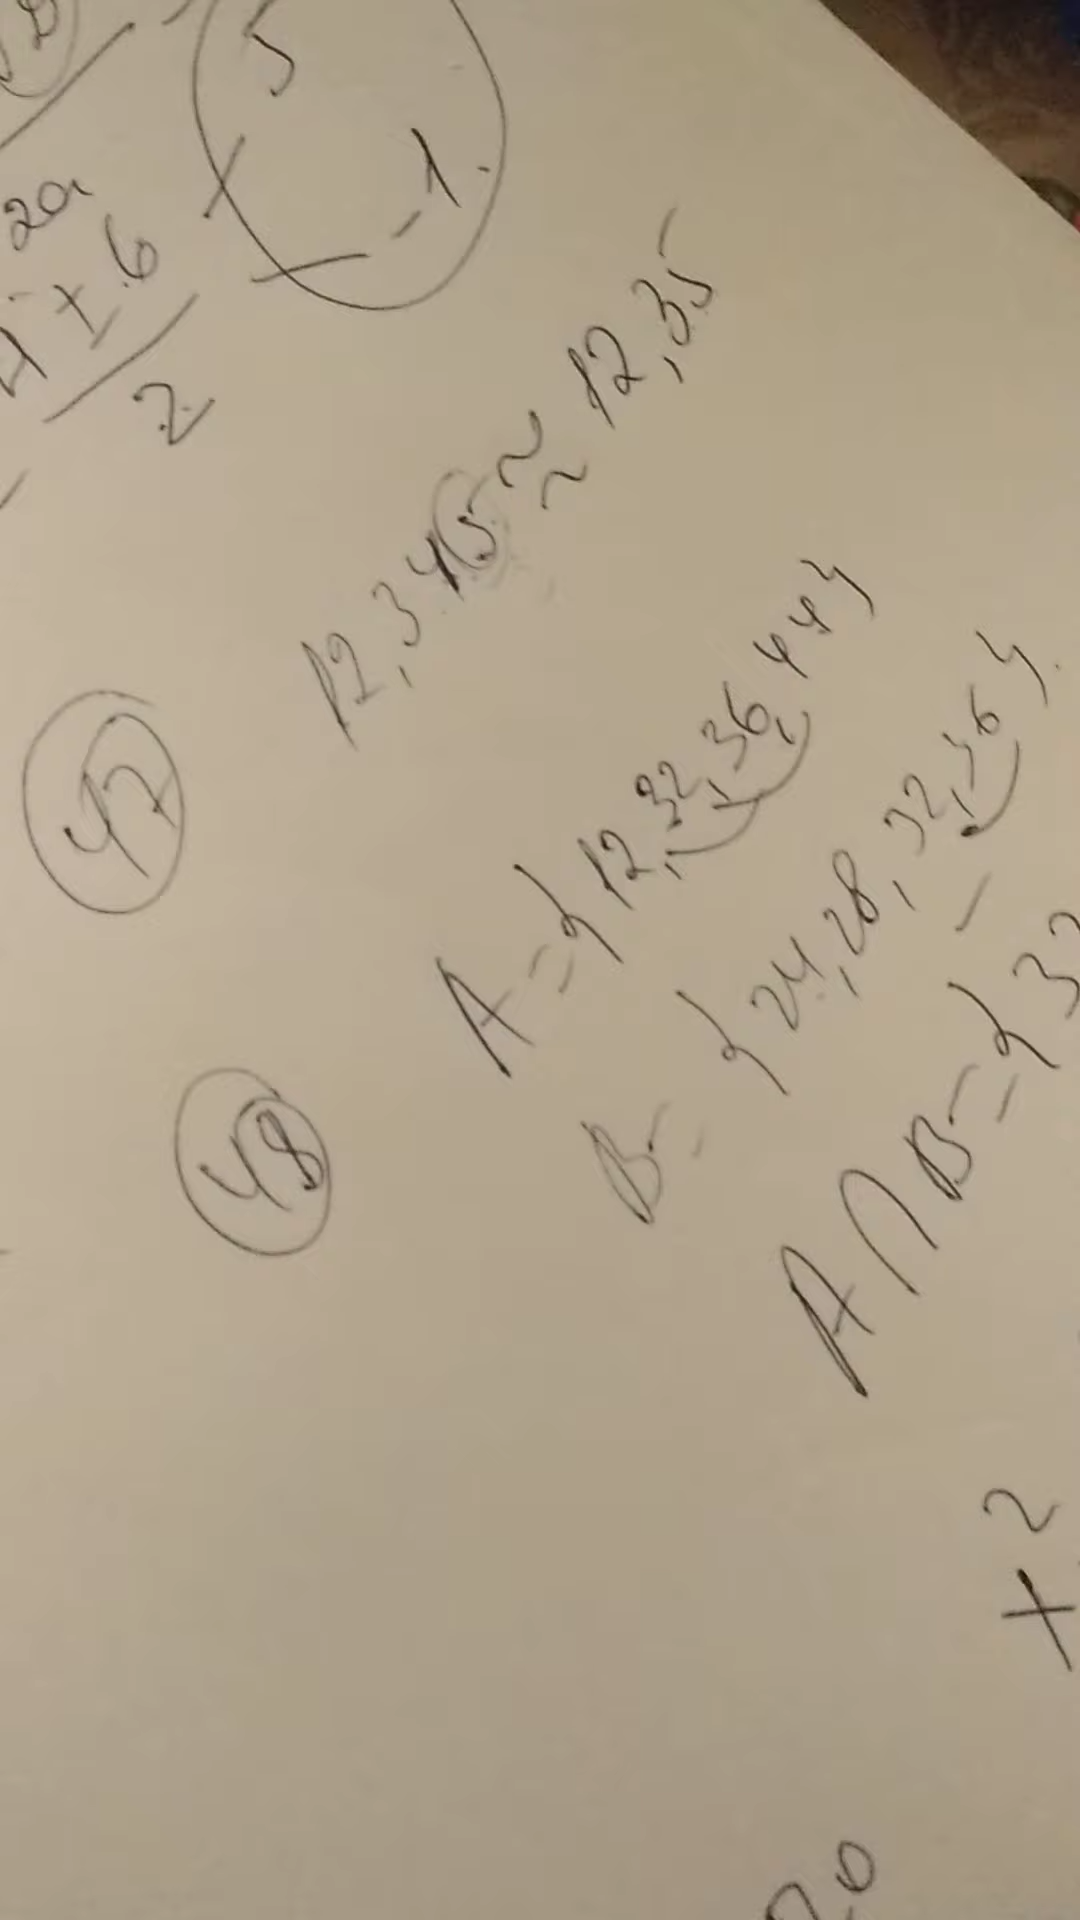 5
-1.
2a
4 ± 6
2
47
12,345 ≈ 12,35
48
A = {12, 32, 36, 44}
B = {24, 28, 32, 36}.
A ∩ B = {32
x²